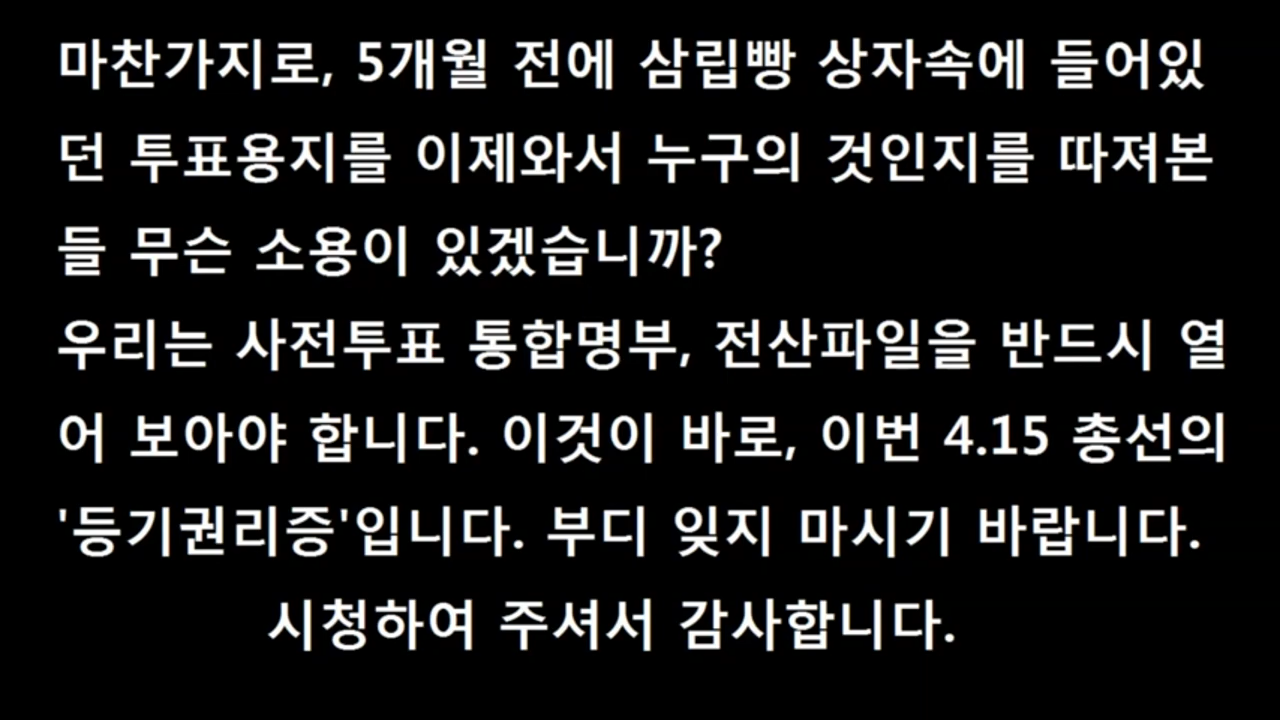 마찬가지로, 5개월 전에 삼립빵 상자속에 들어있
던 투표용지를 이제와서 누구의 것인지를 따져본
들 무슨 소용이 있겠습니까?
우리는 사전투표 통합명부, 전산파일을 반드시 열
어 보아야 합니다. 이것이 바로, 이번 4.15 총선의
'등기권리증'입니다. 부디 잊지 마시기 바랍니다.
시청하여 주셔서 감사합니다.